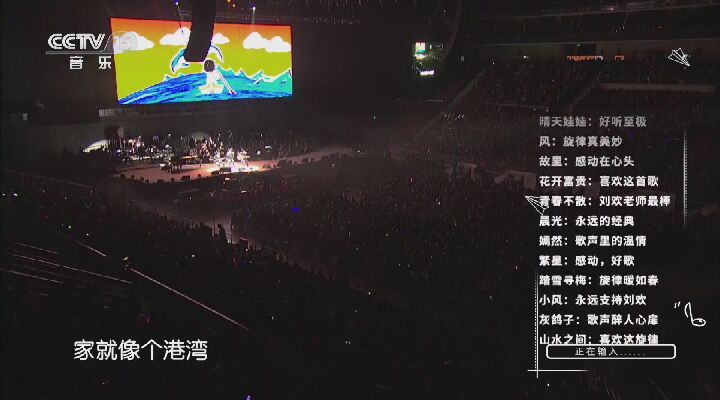 CCTV 15
音乐
晴天娃娃：好听至极
风：旋律真美妙
故里：感动在心头
花开富贵：喜欢这首歌
青春不散：刘欢老师最棒
晨光：永远的经典
嫣然：歌声里的温情
繁星：感动，好歌
踏雪寻梅：旋律暖如春
小风：永远支持刘欢
灰鸽子：歌声醉人心扉
山水之间：喜欢这旋律
正在输入......
家就像个港湾